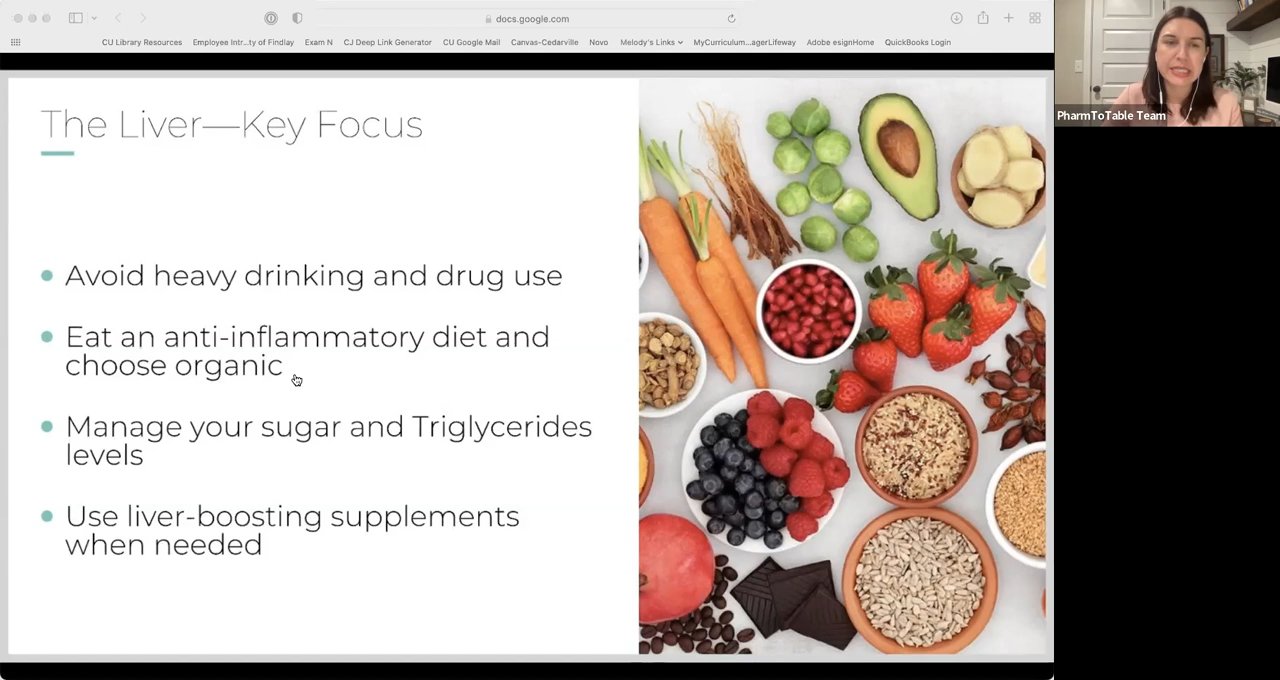 docs.google.com
CU Library Resources Employee Intr...ty of Findlay Exam N CJ Deep Link Generator CU Google Mail Canvas-Cedarville Novo Melody's Links MyCurriculum...agerLifeway Adobe esignHome QuickBooks Login
PharmToTable Team
The Liver—Key Focus
Avoid heavy drinking and drug use
Eat an anti-inflammatory diet and
choose organic
Manage your sugar and Triglycerides
levels
Use liver-boosting supplements
when needed